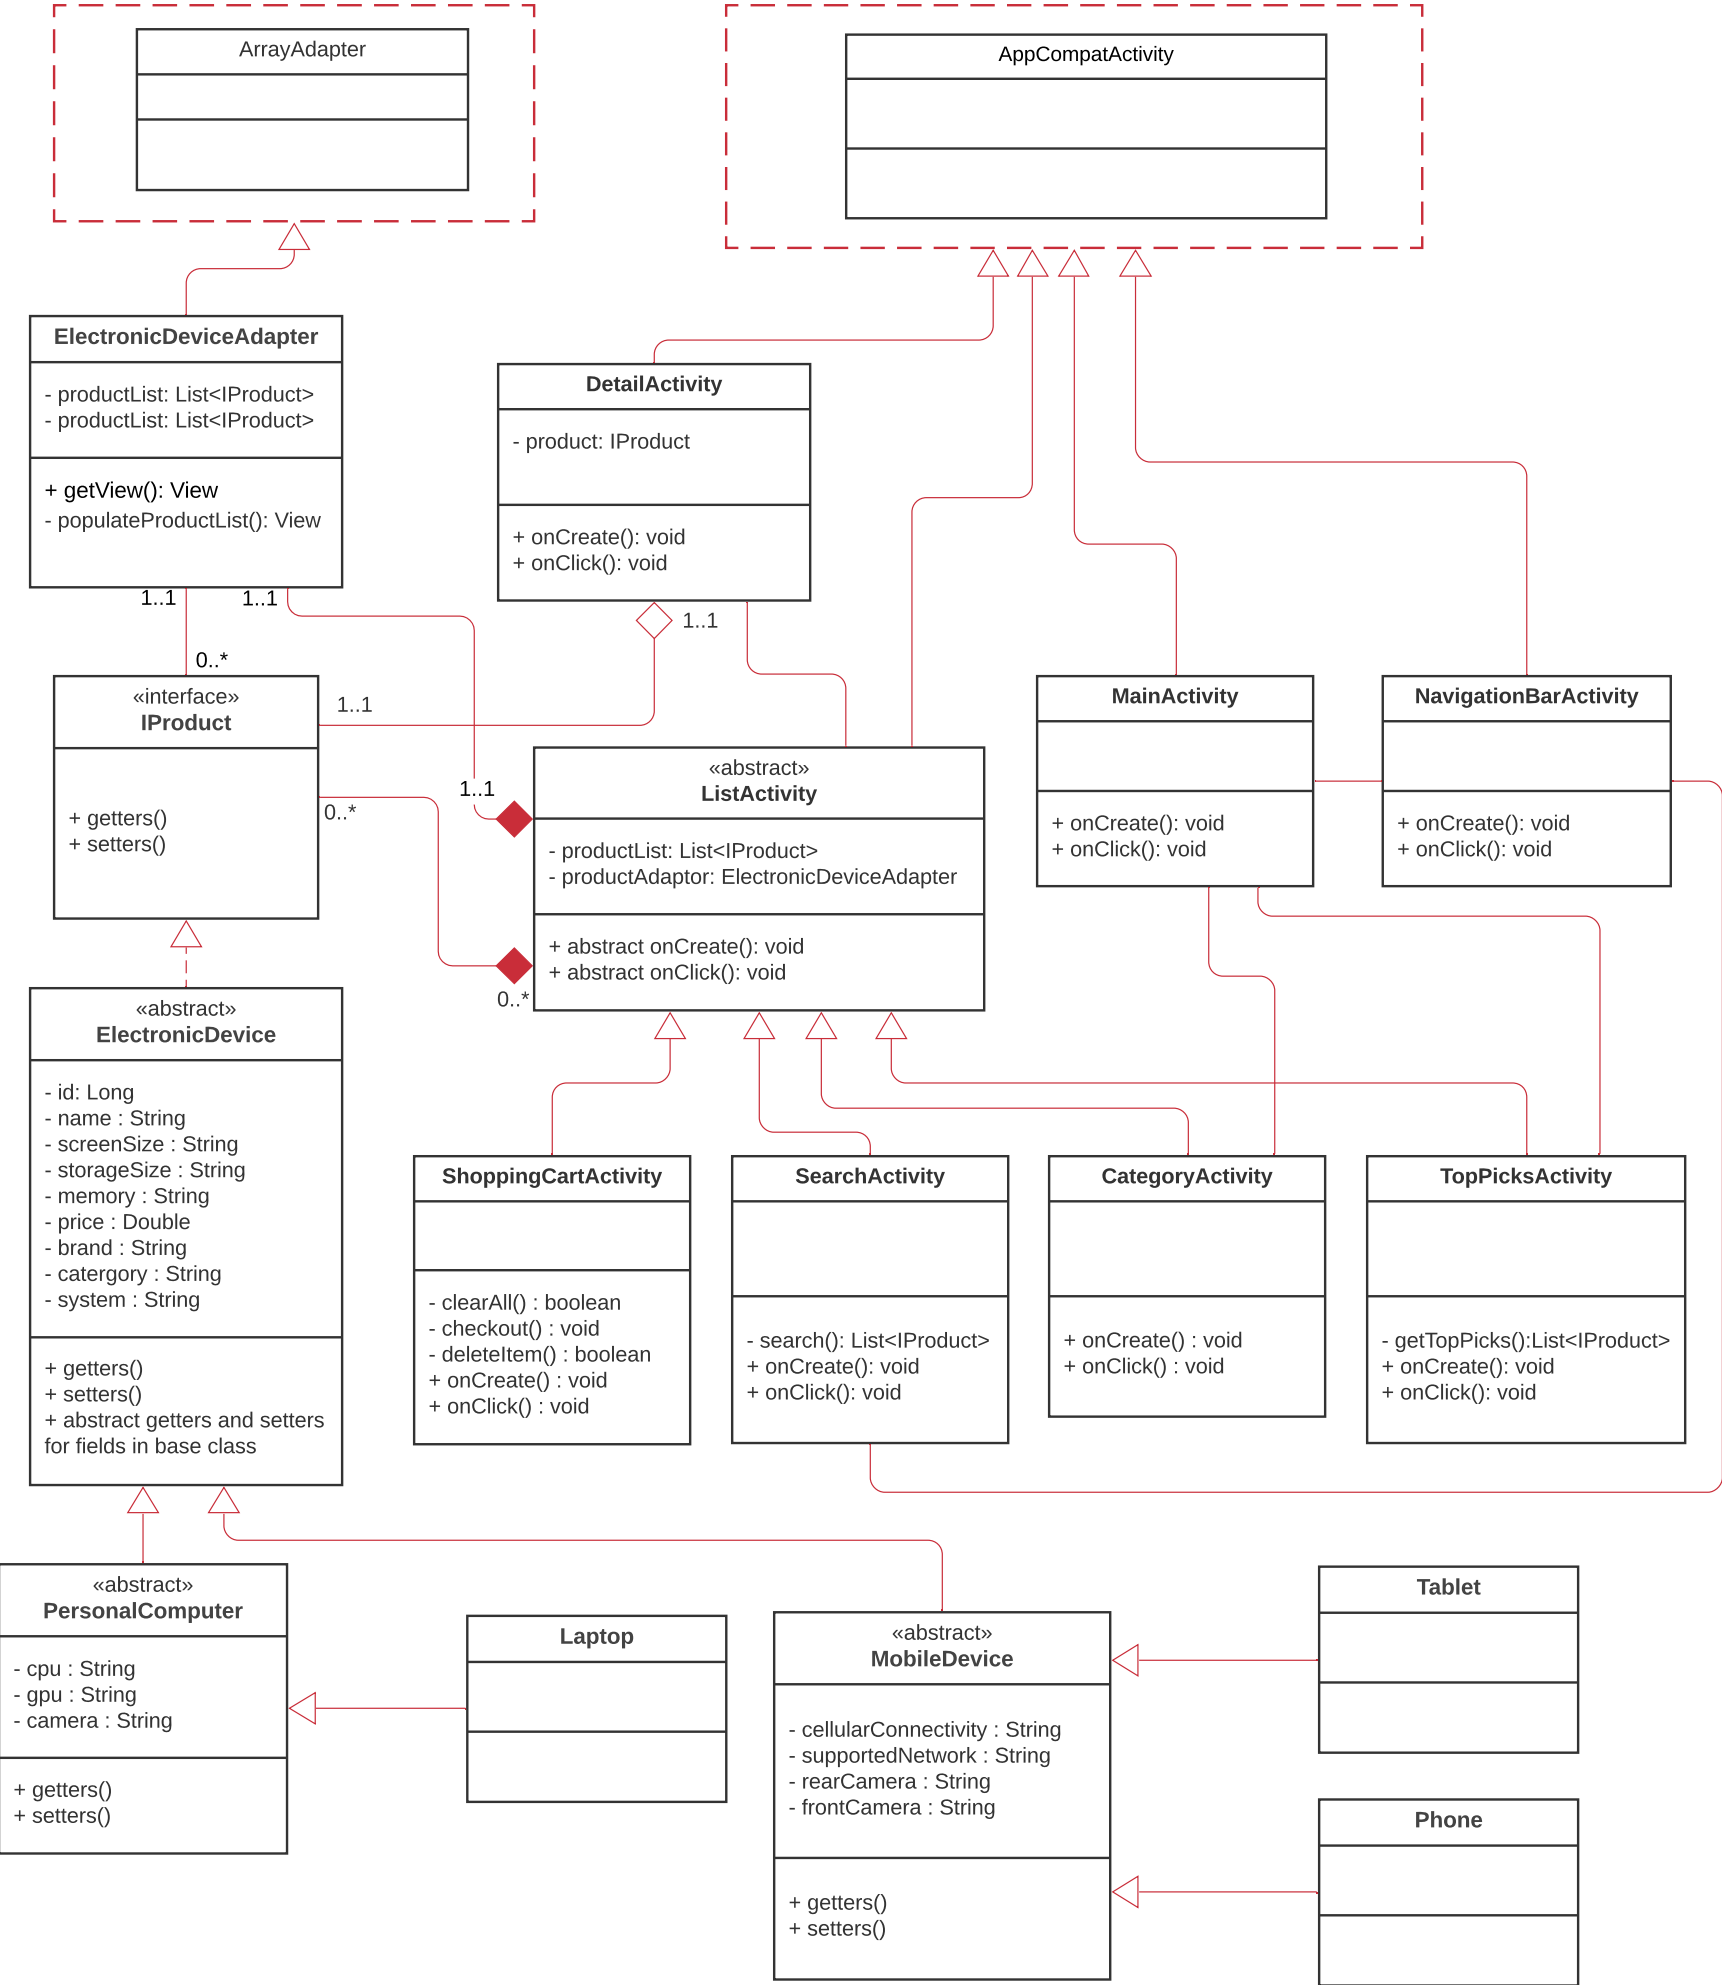 ArrayAdapter
AppCompatActivity
ElectronicDeviceAdapter
- productList: List<IProduct>
- productList: List<IProduct>
+ getView(): View
- populateProductList(): View
DetailActivity
- product: IProduct
+ onCreate(): void
+ onClick(): void
1..1
1..1
1..1
0..*
«interface»
IProduct
+ getters()
+ setters()
1..1
0..*
1..1
0..*
«abstract»
ListActivity
- productList: List<IProduct>
- productAdaptor: ElectronicDeviceAdapter
+ abstract onCreate(): void
+ abstract onClick(): void
MainActivity
+ onCreate(): void
+ onClick(): void
NavigationBarActivity
+ onCreate(): void
+ onClick(): void
«abstract»
ElectronicDevice
- id: Long
- name : String
- screenSize : String
- storageSize : String
- memory : String
- price : Double
- brand : String
- catergory : String
- system : String
+ getters()
+ setters()
+ abstract getters and setters
for fields in base class
ShoppingCartActivity
- clearAll() : boolean
- checkout() : void
- deleteItem() : boolean
+ onCreate() : void
+ onClick() : void
SearchActivity
- search(): List<IProduct>
+ onCreate(): void
+ onClick(): void
CategoryActivity
+ onCreate() : void
+ onClick() : void
TopPicksActivity
- getTopPicks():List<IProduct>
+ onCreate(): void
+ onClick(): void
«abstract»
PersonalComputer
- cpu : String
- gpu : String
- camera : String
+ getters()
+ setters()
Laptop
«abstract»
MobileDevice
- cellularConnectivity : String
- supportedNetwork : String
- rearCamera : String
- frontCamera : String
+ getters()
+ setters()
Tablet
Phone